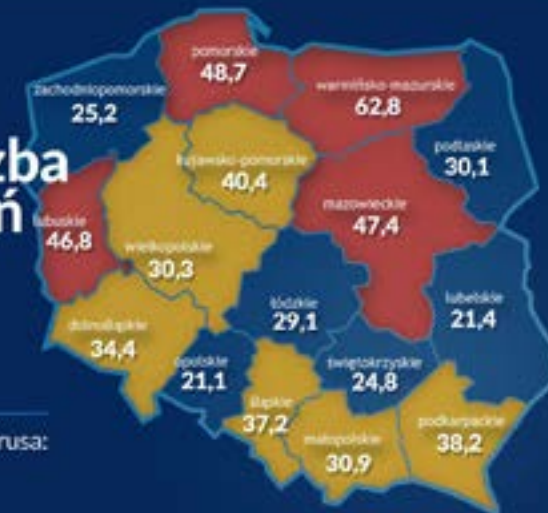 pomorskie
48,7
zachodniopomorskie
25,2
warmińsko-mazurskie
62,8
podlaskie
30,1
zba
ń
kujawsko-pomorskie
40,4
lubuskie
46,8
mazowieckie
47,4
wielkopolskie
30,3
łódzkie
29,1
lubelskie
21,4
dolnośląskie
34,4
opolskie
21,1
świętokrzyskie
24,8
śląskie
37,2
małopolskie
30,9
podkarpackie
38,2
rusa: